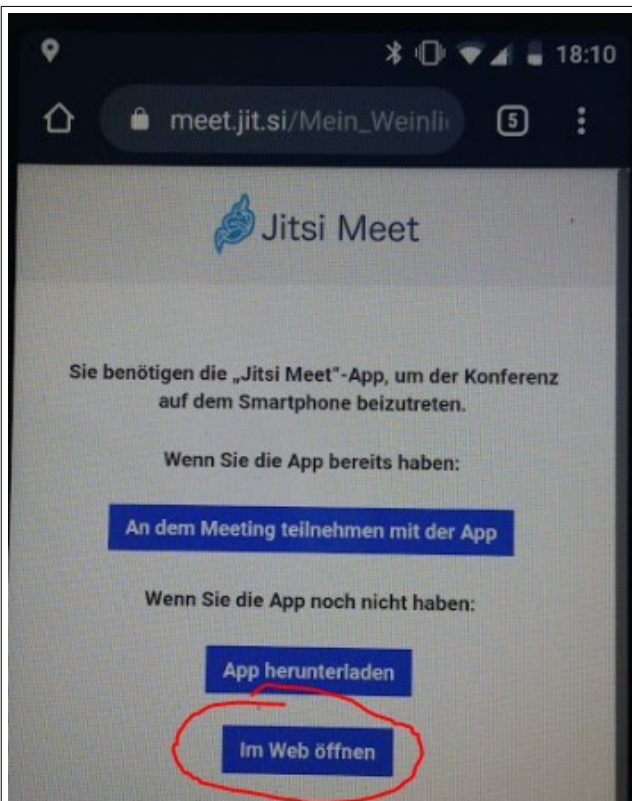 18:10
meet.jit.si/Mein_Weinli
5
Jitsi Meet
Sie benötigen die „Jitsi Meet"-App, um der Konferenz
auf dem Smartphone beizutreten.
Wenn Sie die App bereits haben:
An dem Meeting teilnehmen mit der App
Wenn Sie die App noch nicht haben:
App herunterladen
Im Web öffnen